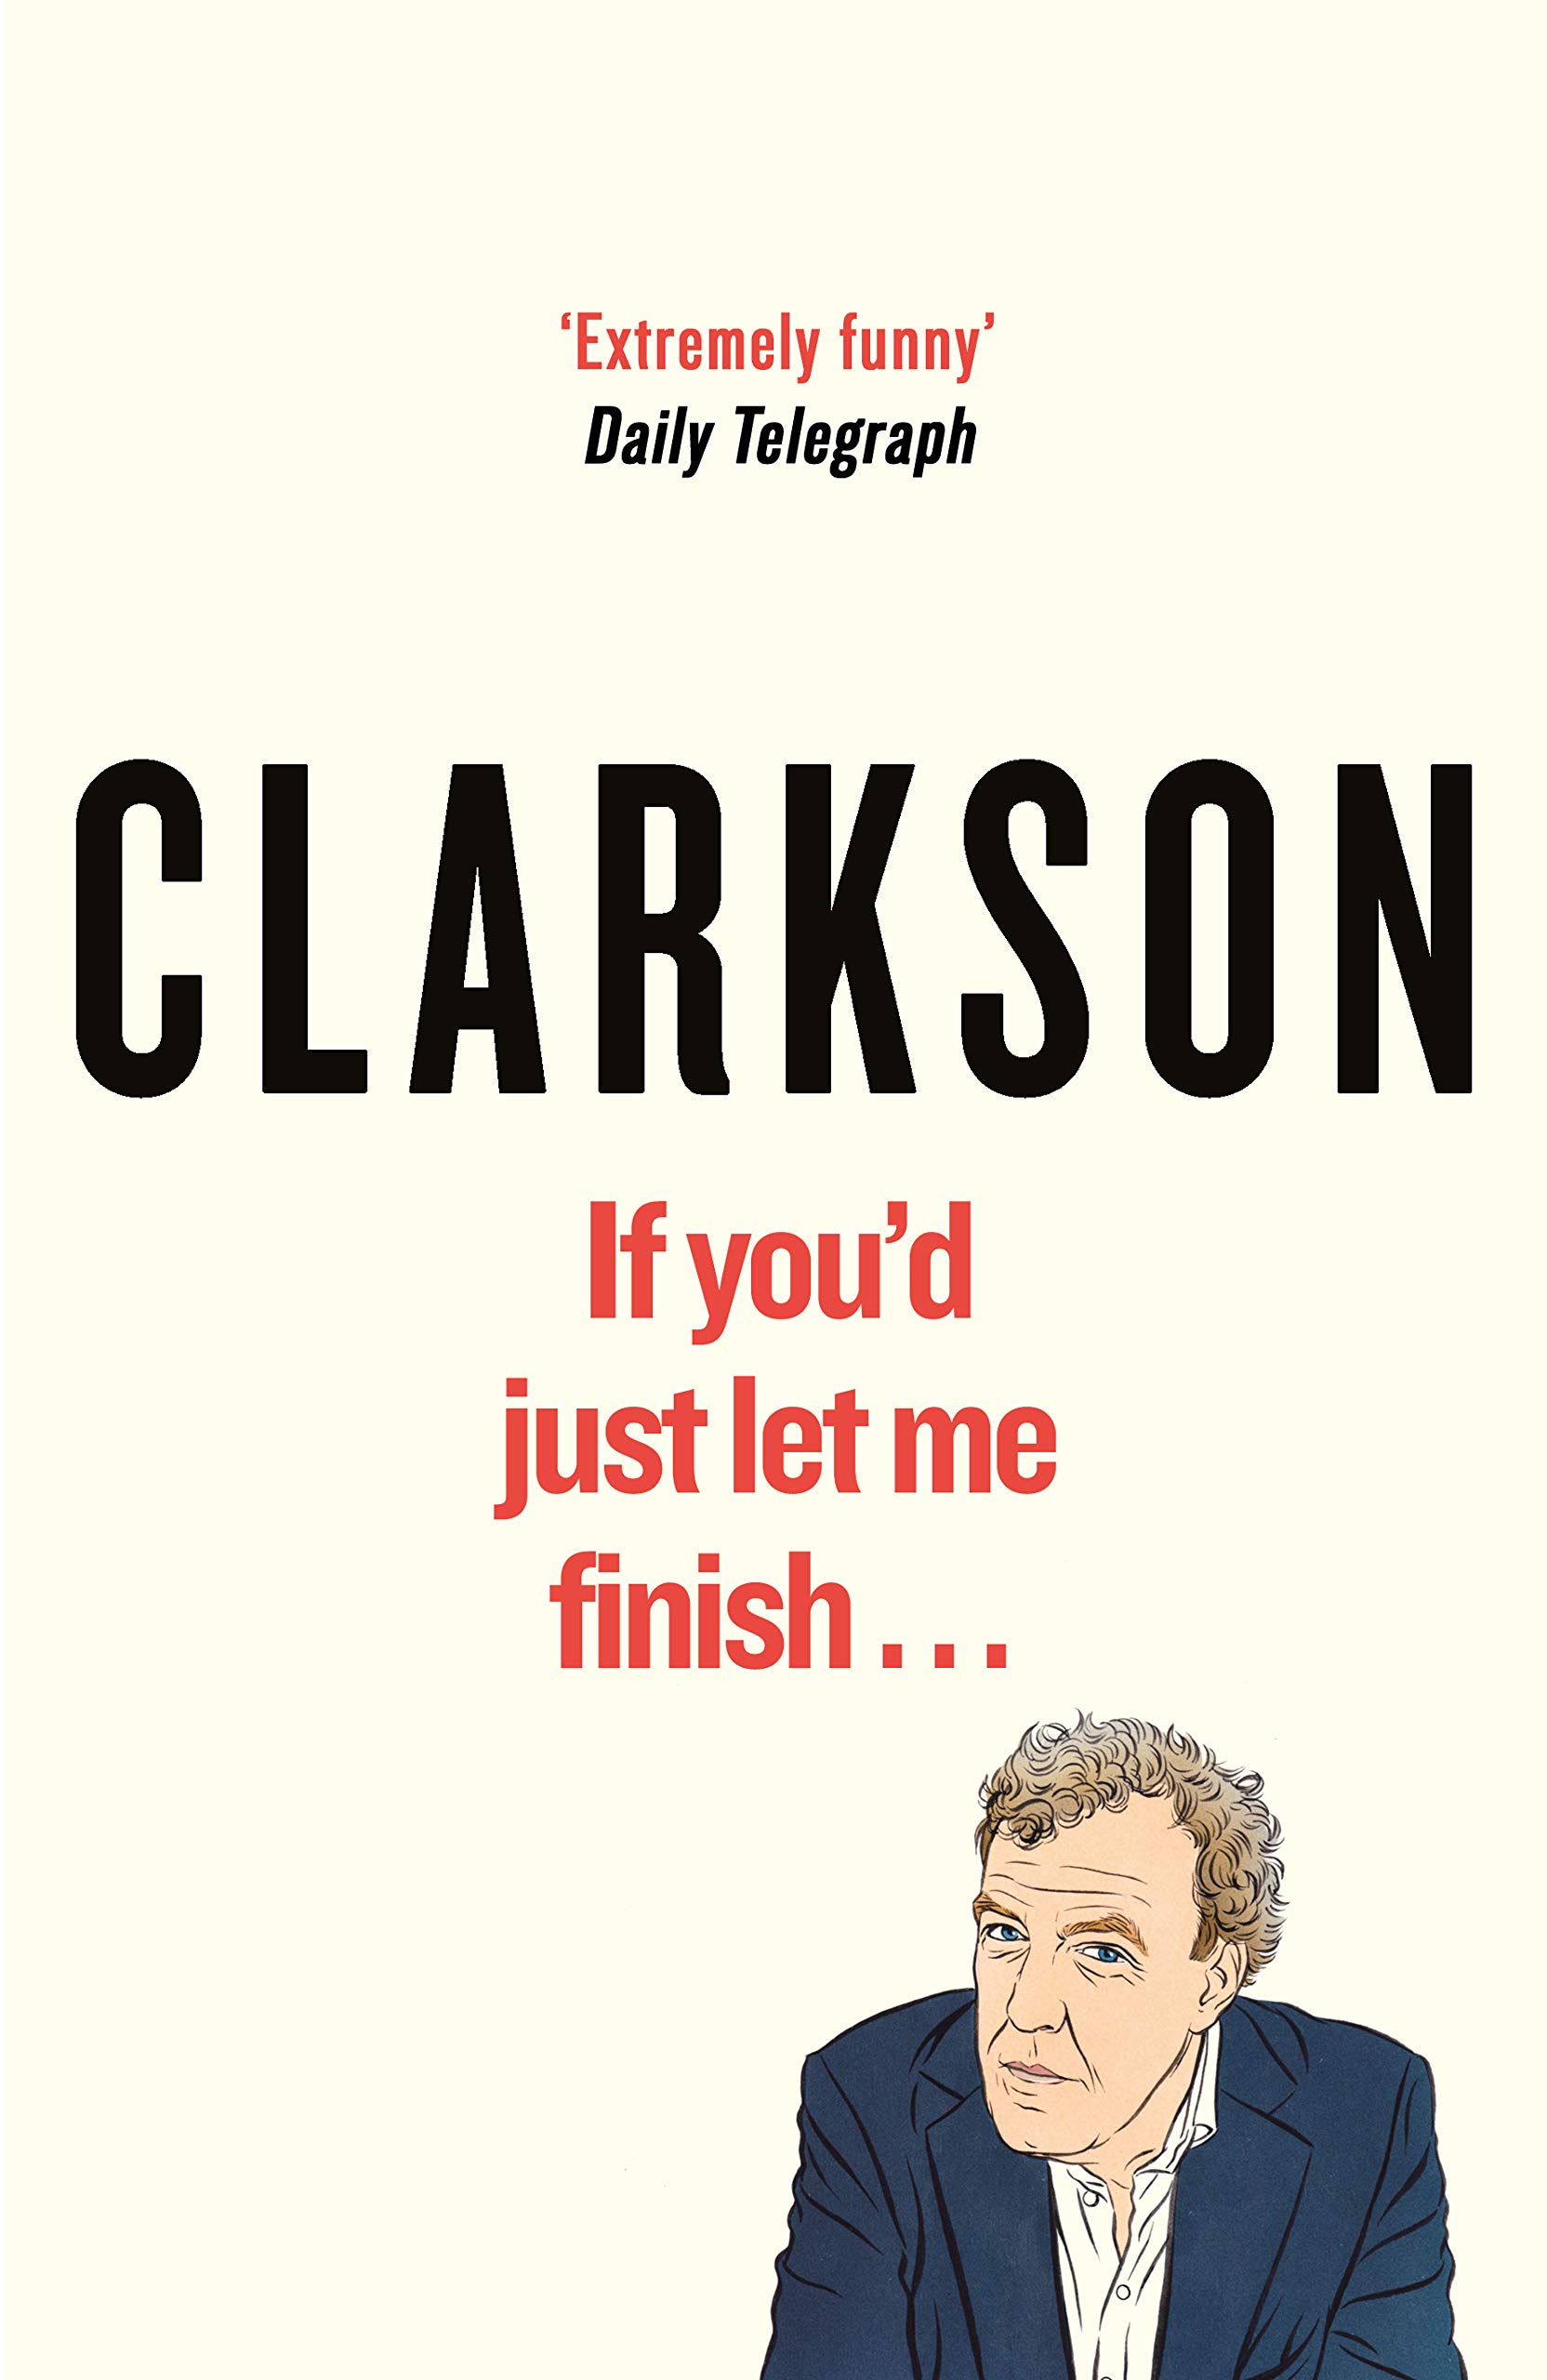 ‘Extremely funny’
Daily Telegraph
CLARKSON
If you’d
just let me
finish . . .